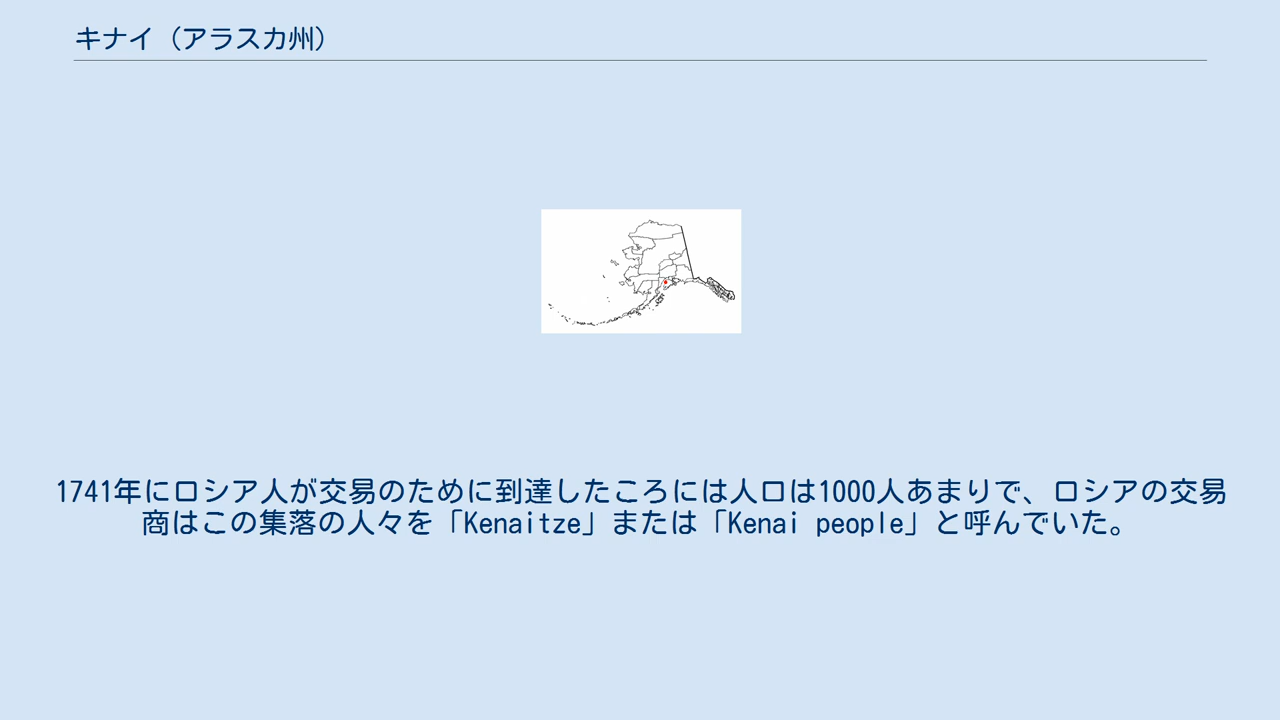 キナイ（アラスカ州）
1741年にロシア人が交易のために到達したころには人口は1000人あまりで、ロシアの交易
商はこの集落の人々を「Kenaitze」または「Kenai people」と呼んでいた。